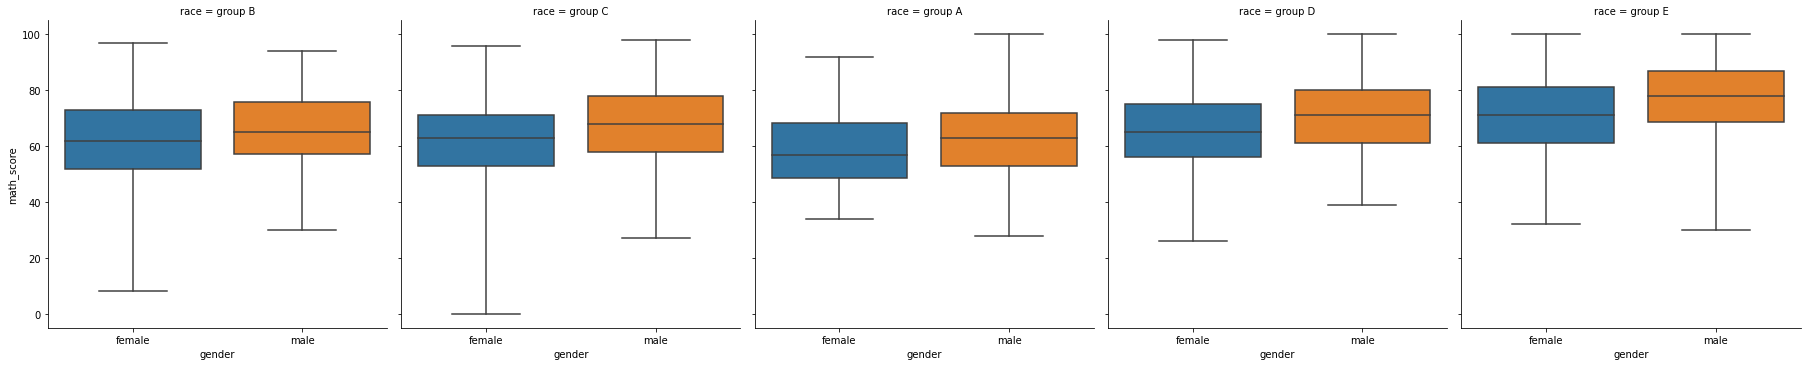 race = group B race = group C race = group A race = group D race = group E
100
80
60
40
20
0
math_score
female male female male female male female male female male
gender gender gender gender gender